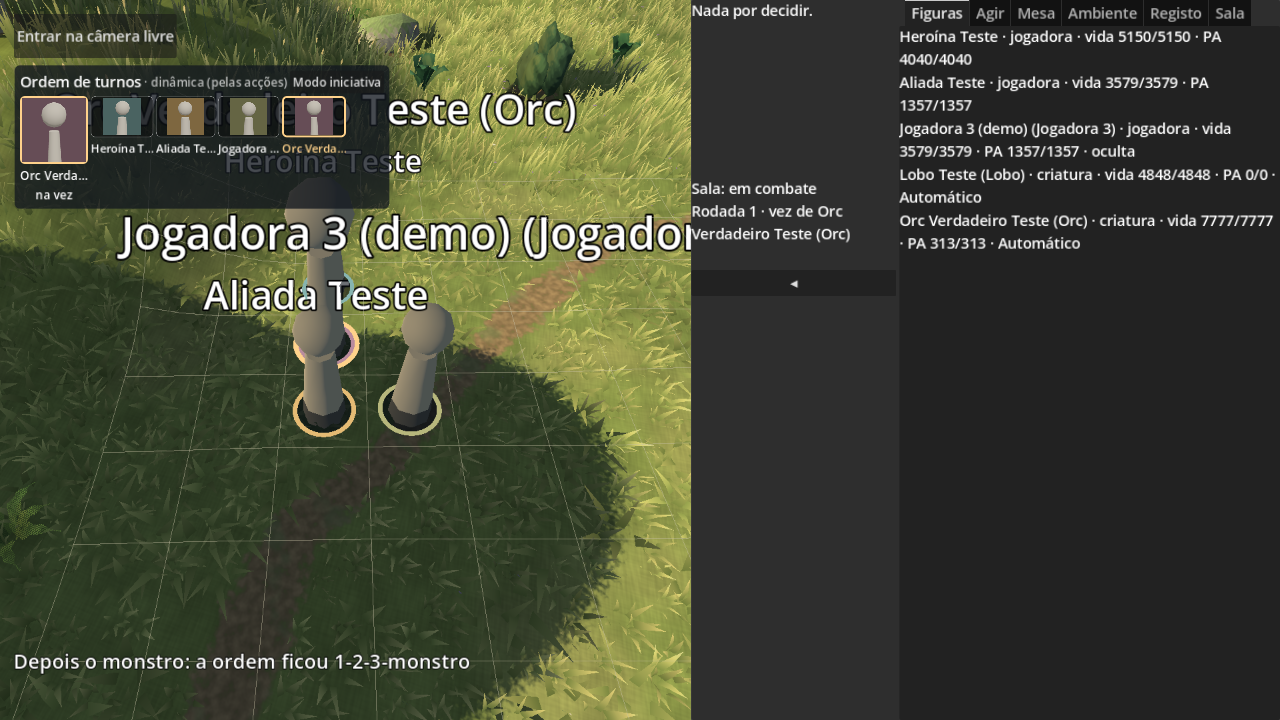 Entrar na câmera livre
Ordem de turnos · dinâmica (pelas acções) Modo iniciativa
Heroína T... Aliada Te... Jogadora ... Orc Verda...
Orc Verda...
na vez
Teste (Orc)
Heroína Teste
Jogadora 3 (demo) (Jogador
Aliada Teste
Depois o monstro: a ordem ficou 1-2-3-monstro
Nada por decidir.
Sala: em combate
Rodada 1 · vez de Orc
Verdadeiro Teste (Orc)
Figuras Agir Mesa Ambiente Registo Sala
Heroína Teste · jogadora · vida 5150/5150 · PA
4040/4040
Aliada Teste · jogadora · vida 3579/3579 · PA
1357/1357
Jogadora 3 (demo) (Jogadora 3) · jogadora · vida
3579/3579 · PA 1357/1357 · oculta
Lobo Teste (Lobo) · criatura · vida 4848/4848 · PA 0/0 ·
Automático
Orc Verdadeiro Teste (Orc) · criatura · vida 7777/7777
· PA 313/313 · Automático